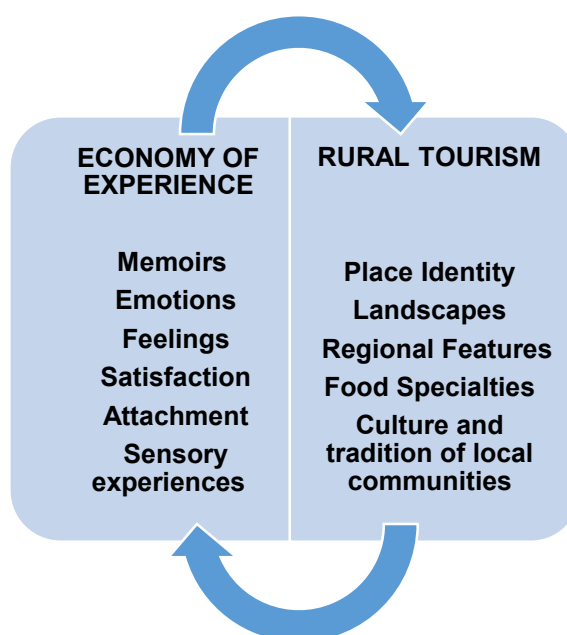 ECONOMY OF
EXPERIENCE
Memoirs
Emotions
Feelings
Satisfaction
Attachment
Sensory
experiences
RURAL TOURISM
Place Identity
Landscapes
Regional Features
Food Specialties
Culture and
tradition of local
communities